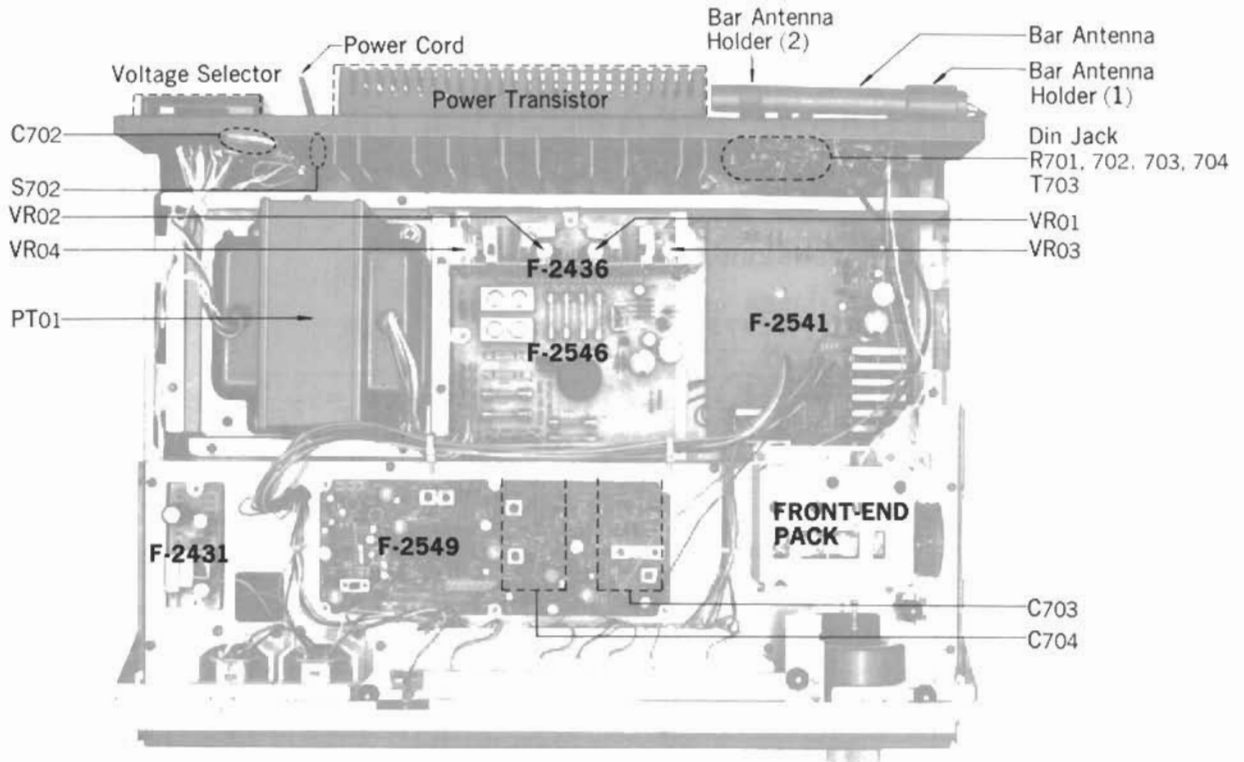 Bar Antenna
Holder (2)
Power Cord
Bar Antenna
Voltage Selector
Bar Antenna
Holder (1)
Power Transistor
C702
Din Jack
R701, 702. 703, 704
T703
S702
VR02
VR01
VR04
VR03
F-2436
PT01
F-2541
F-2546
FRONT-END
PACK
F-2431
F-2549
C703
C704